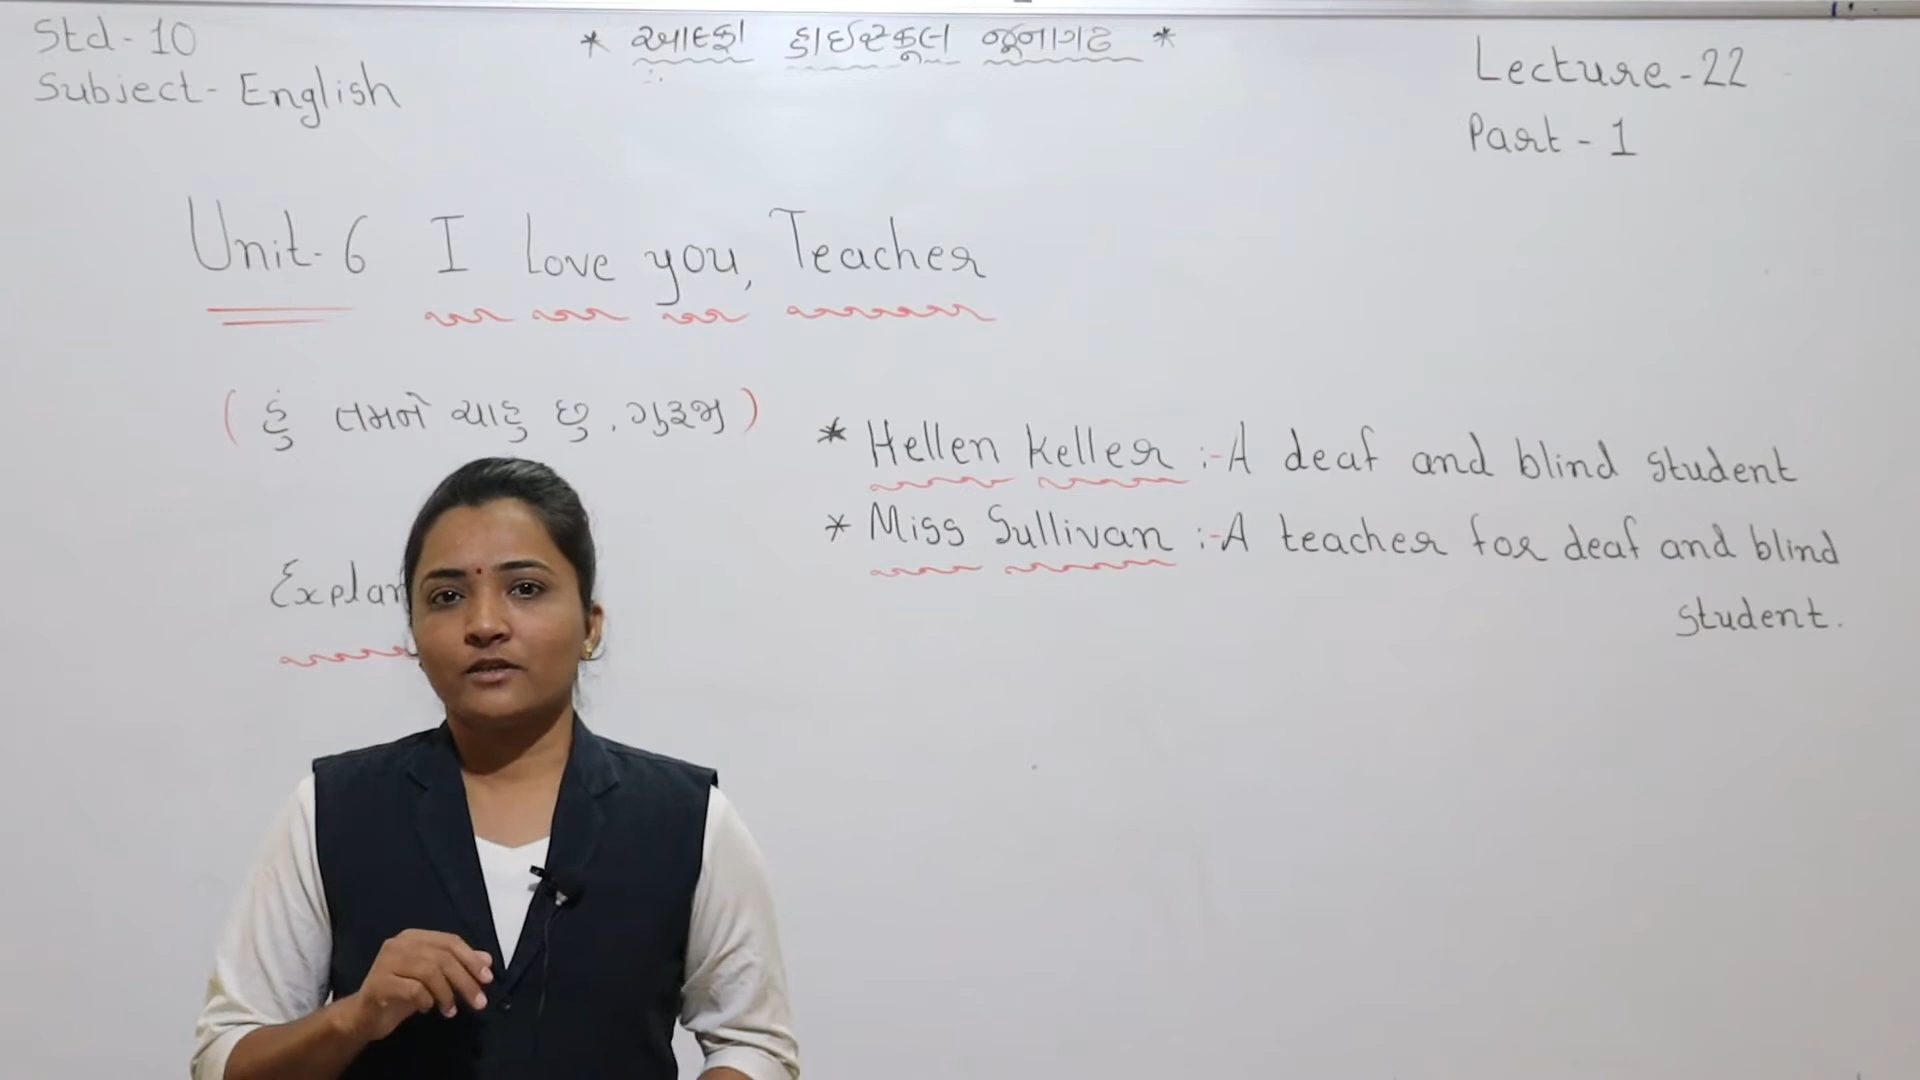 Std - 10
Subject - English
* આલ્ફા હાઈસ્કૂલ જૂનાગઢ *
Lecture - 22
Part - 1
Unit - 6 I Love you, Teacher
( હું તમને ચાહુ છુ, ગુરૂજી )
* Hellen Keller :- A deaf and blind student
* Miss Sullivan :- A teacher for deaf and blind
student.